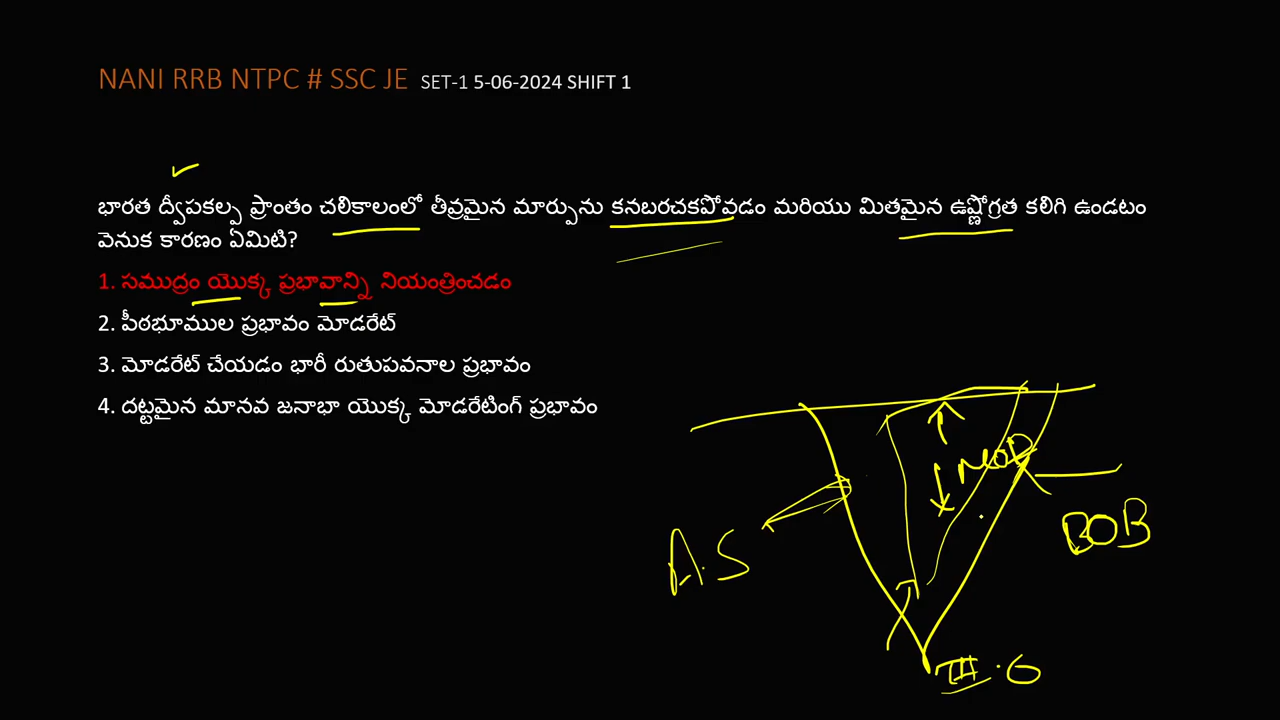 NANI RRB NTPC # SSC JE SET-1 5-06-2024 SHIFT 1
భారత ద్వీపకల్ప ప్రాంతం చలికాలంలో తీవ్రమైన మార్పును కనబరచకపోవడం మరియు మితమైన ఉష్ణోగ్రత కలిగి ఉండటం
వెనుక కారణం ఏమిటి?
1. సముద్రం యొక్క ప్రభావాన్ని నియంత్రించడం
2. పీఠభూముల ప్రభావం మోడరేట్
3. మోడరేట్ చేయడం భారీ రుతుపవనాల ప్రభావం
4. దట్టమైన మానవ జనాభా యొక్క మోడరేటింగ్ ప్రభావం
MOD
BOB
A.S